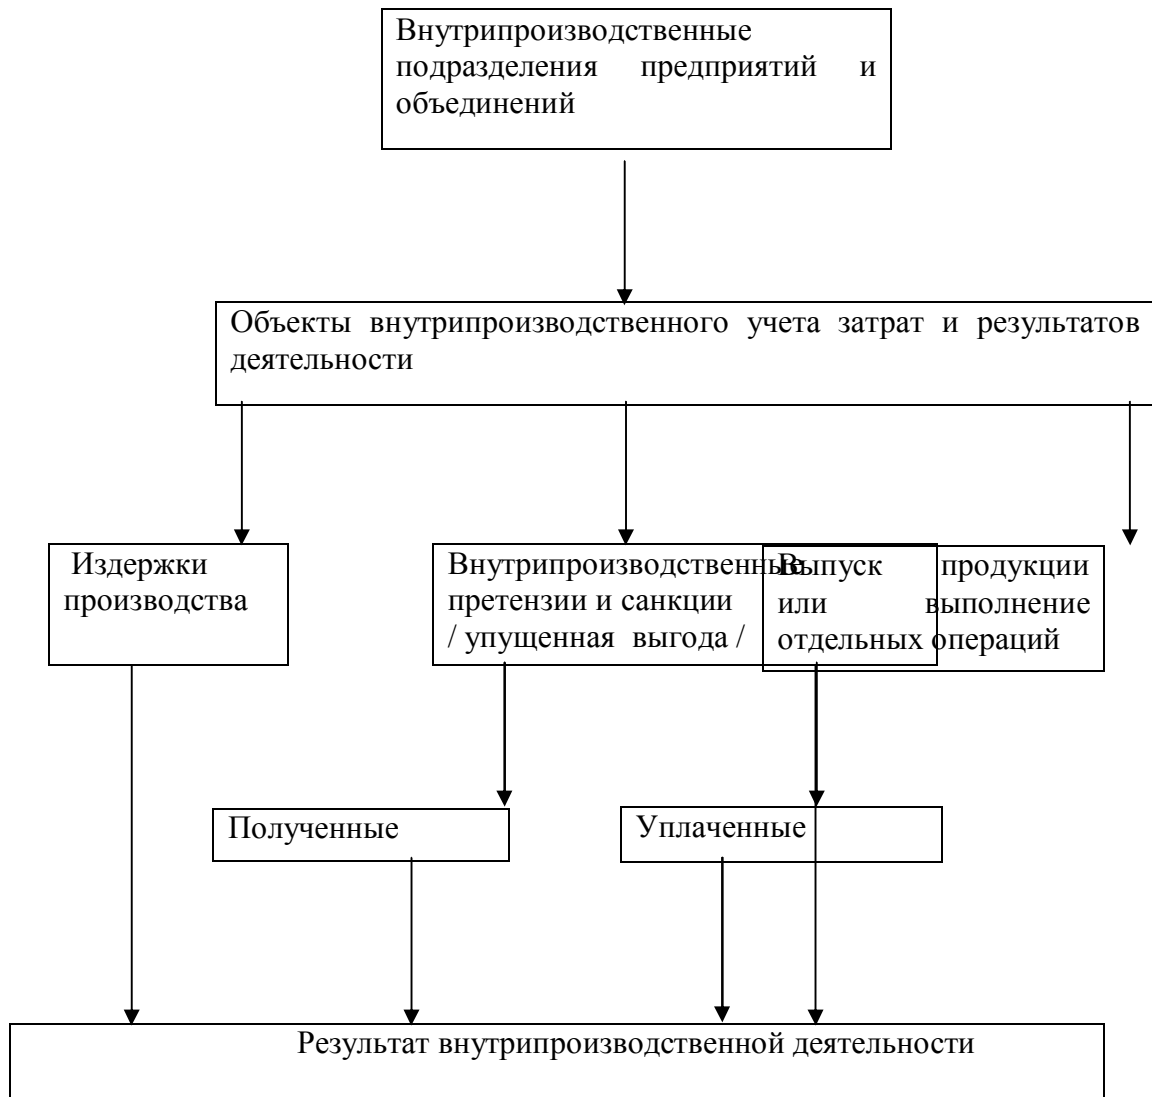 Внутрипроизводственные
подразделения предприятий и
объединений
Объекты внутрипроизводственного учета затрат и результатов
деятельности
Издержки
производства
Внутрипроизводственные
претензии и санкции
/ упущенная выгода /
Выпуск продукции
или выполнение
отдельных операций
Полученные
Уплаченные
Результат внутрипроизводственной деятельности